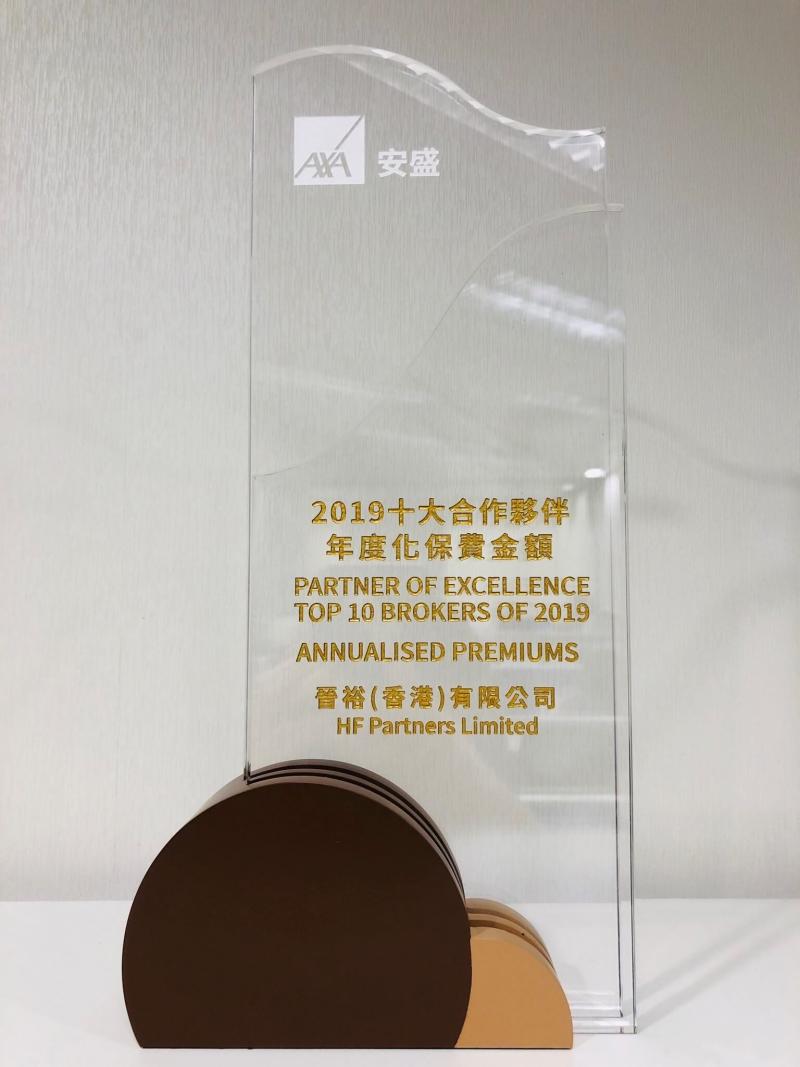 AXA 安盛
2019十大合作夥伴
年度化保費金額
PARTNER OF EXCELLENCE
TOP 10 BROKERS OF 2019
ANNUALISED PREMIUMS
晉裕(香港)有限公司
HF Partners Limited